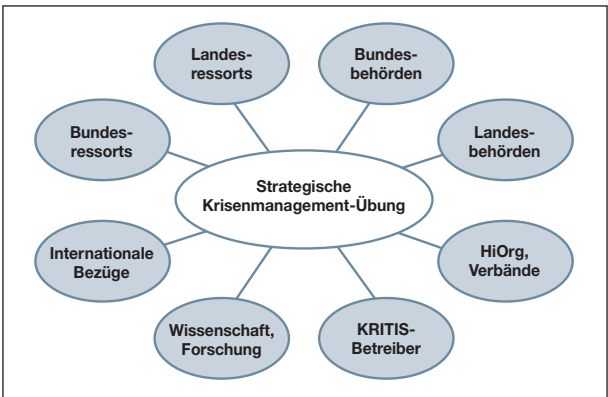 Landes-
ressorts
Bundes-
behörden
Bundes-
ressorts
Landes-
behörden
Strategische
Krisenmanagement-Übung
Internationale
Bezüge
HiOrg,
Verbände
Wissenschaft,
Forschung
KRITIS-
Betreiber